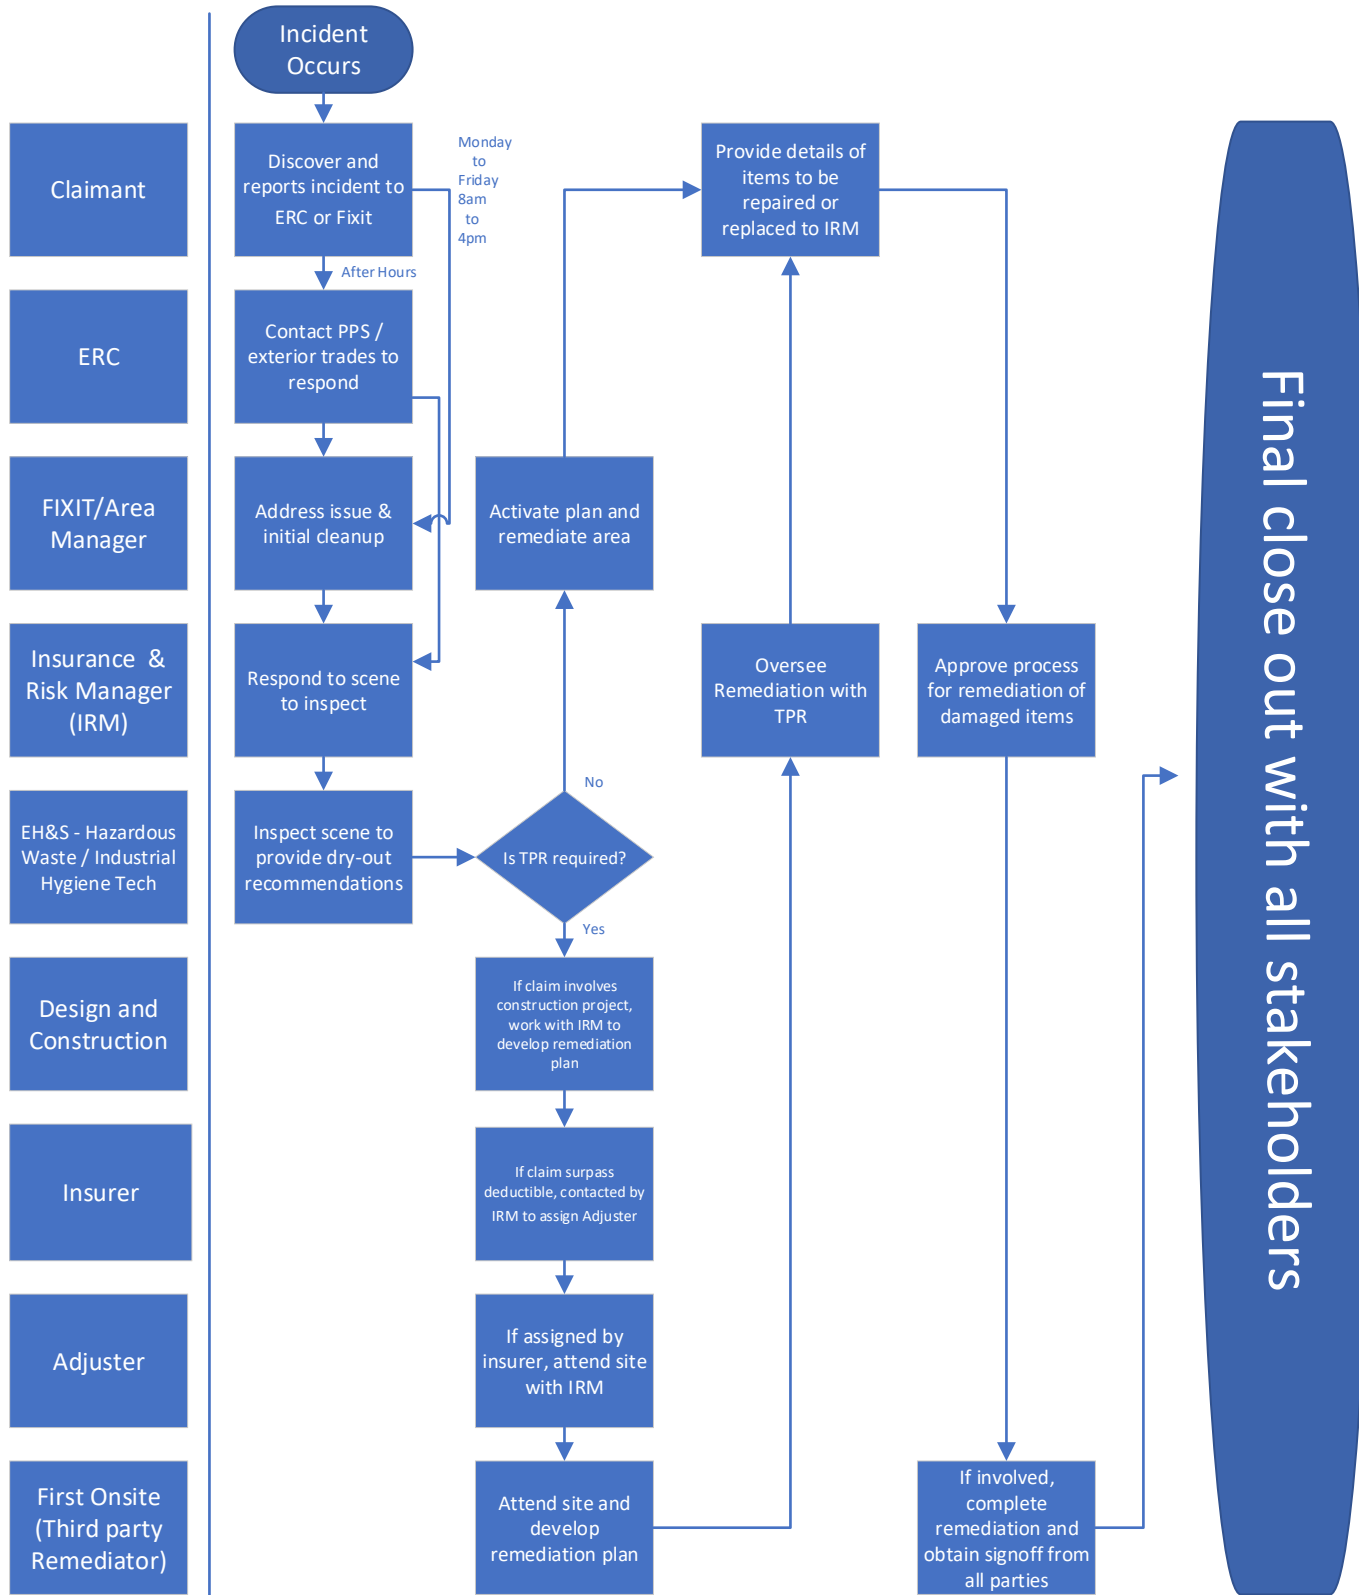 Incident
Occurs
Claimant
Discover and
reports incident to
ERC or Fixit
Monday
to
Friday
8am
to
4pm
Provide details of
items to be
repaired or
replaced to IRM
After Hours
ERC
Contact PPS /
exterior trades to
respond
FIXIT/Area
Manager
Address issue &
initial cleanup
Activate plan and
remediate area
Insurance &
Risk Manager
(IRM)
Respond to scene
to inspect
Oversee
Remediation with
TPR
Approve process
for remediation of
damaged items
No
EH&S - Hazardous
Waste / Industrial
Hygiene Tech
Inspect scene to
provide dry-out
recommendations
Is TPR required?
Yes
Design and
Construction
If claim involves
construction project,
work with IRM to
develop remediation
plan
Insurer
If claim surpass
deductible, contacted by
IRM to assign Adjuster
Adjuster
If assigned by
insurer, attend site
with IRM
First Onsite
(Third party
Remediator)
Attend site and
develop
remediation plan
If involved,
complete
remediation and
obtain signoff from
all parties
Final close out with all stakeholders